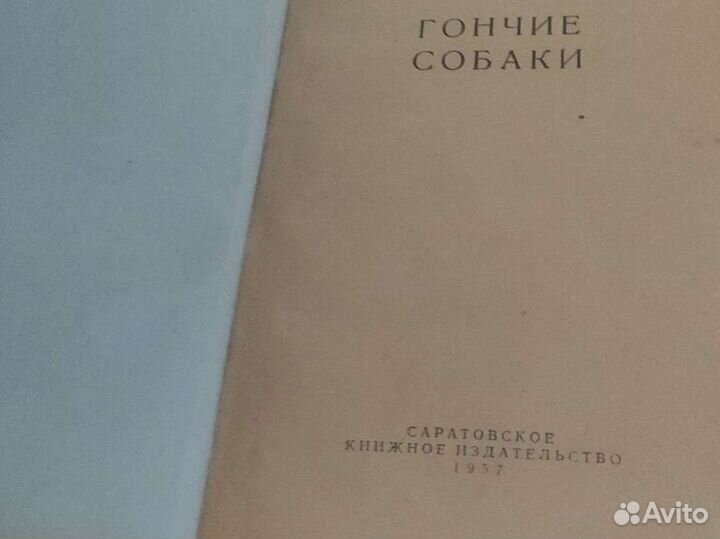 ГОНЧИЕ
СОБАКИ
САРАТОВСКОЕ
КНИЖНОЕ ИЗДАТЕЛЬСТВО
1957
Avito